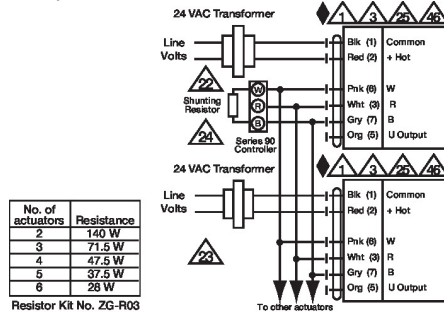 24 VAC Transformer
1 3 25 46
Line
Volts
Blk (1) Common
Red (2) + Hot
22
Shunting
Resistor
24
W
R
B
Series 90
Controller
Pnk (6) W
Wht (3) R
Gry (7) B
Org (5) U Output
24 VAC Transformer
1 3 25 46
Line
Volts
Blk (1) Common
Red (2) + Hot
23
Pnk (6) W
Wht (3) R
Gry (7) B
Org (5) U Output
To other actuators
No. of
actuators Resistance
2 140 W
3 71.5 W
4 47.5 W
5 37.5 W
6 28 W
Resistor Kit No. ZG-R03